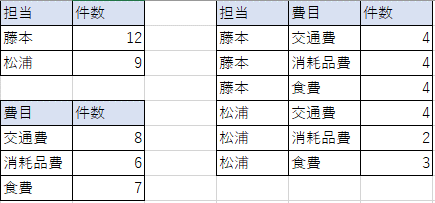 担当 件数
藤本 12
松浦 9
費目 件数
交通費 8
消耗品費 6
食費 7
担当 費目 件数
藤本 交通費 4
藤本 消耗品費 4
藤本 食費 4
松浦 交通費 4
松浦 消耗品費 2
松浦 食費 3